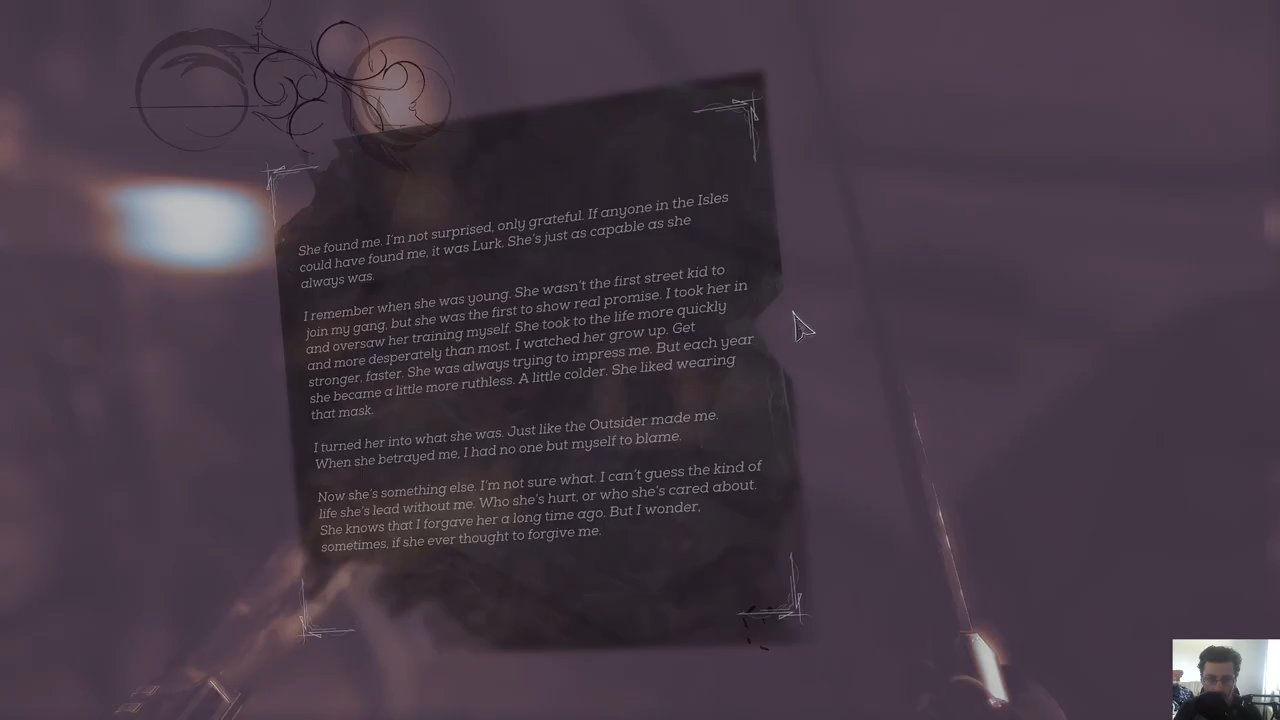 She found me. I'm not surprised, only grateful. If anyone in the Isles
could have found me, it was Lurk. She's just as capable as she
always was.
I remember when she was young. She wasn't the first street kid to
join my gang, but she was the first to show real promise. I took her in
and oversaw her training myself. She took to the life more quickly
and more desperately than most. I watched her grow up. Get
stronger, faster. She was always trying to impress me. But each year
she became a little more ruthless. A little colder. She liked wearing
that mask.
I turned her into what she was. Just like the Outsider made me.
When she betrayed me, I had no one but myself to blame.
Now she's something else. I'm not sure what. I can't guess the kind of
life she's lead without me. Who she's hurt, or who she's cared about.
She knows that I forgave her a long time ago. But I wonder,
sometimes, if she ever thought to forgive me.